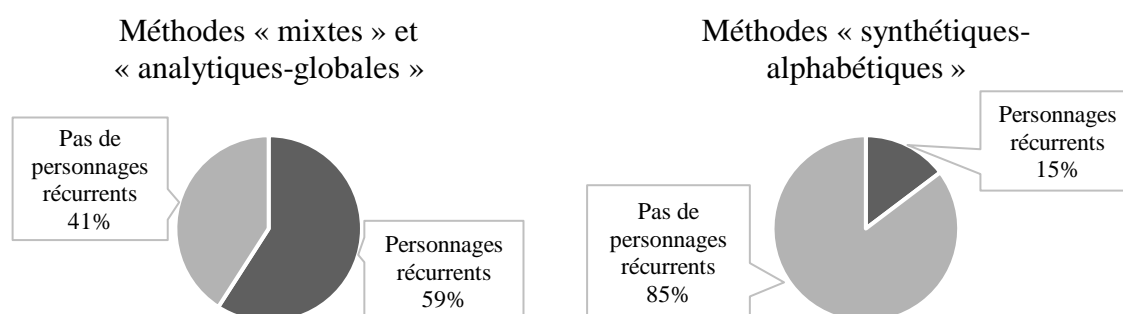 Méthodes « mixtes » et
« analytiques-globales »
Pas de
personnages
récurrents
41%
Personnages
récurrents
59%
Méthodes « synthétiques-
alphabétiques »
Personnages
récurrents
15%
Pas de
personnages
récurrents
85%